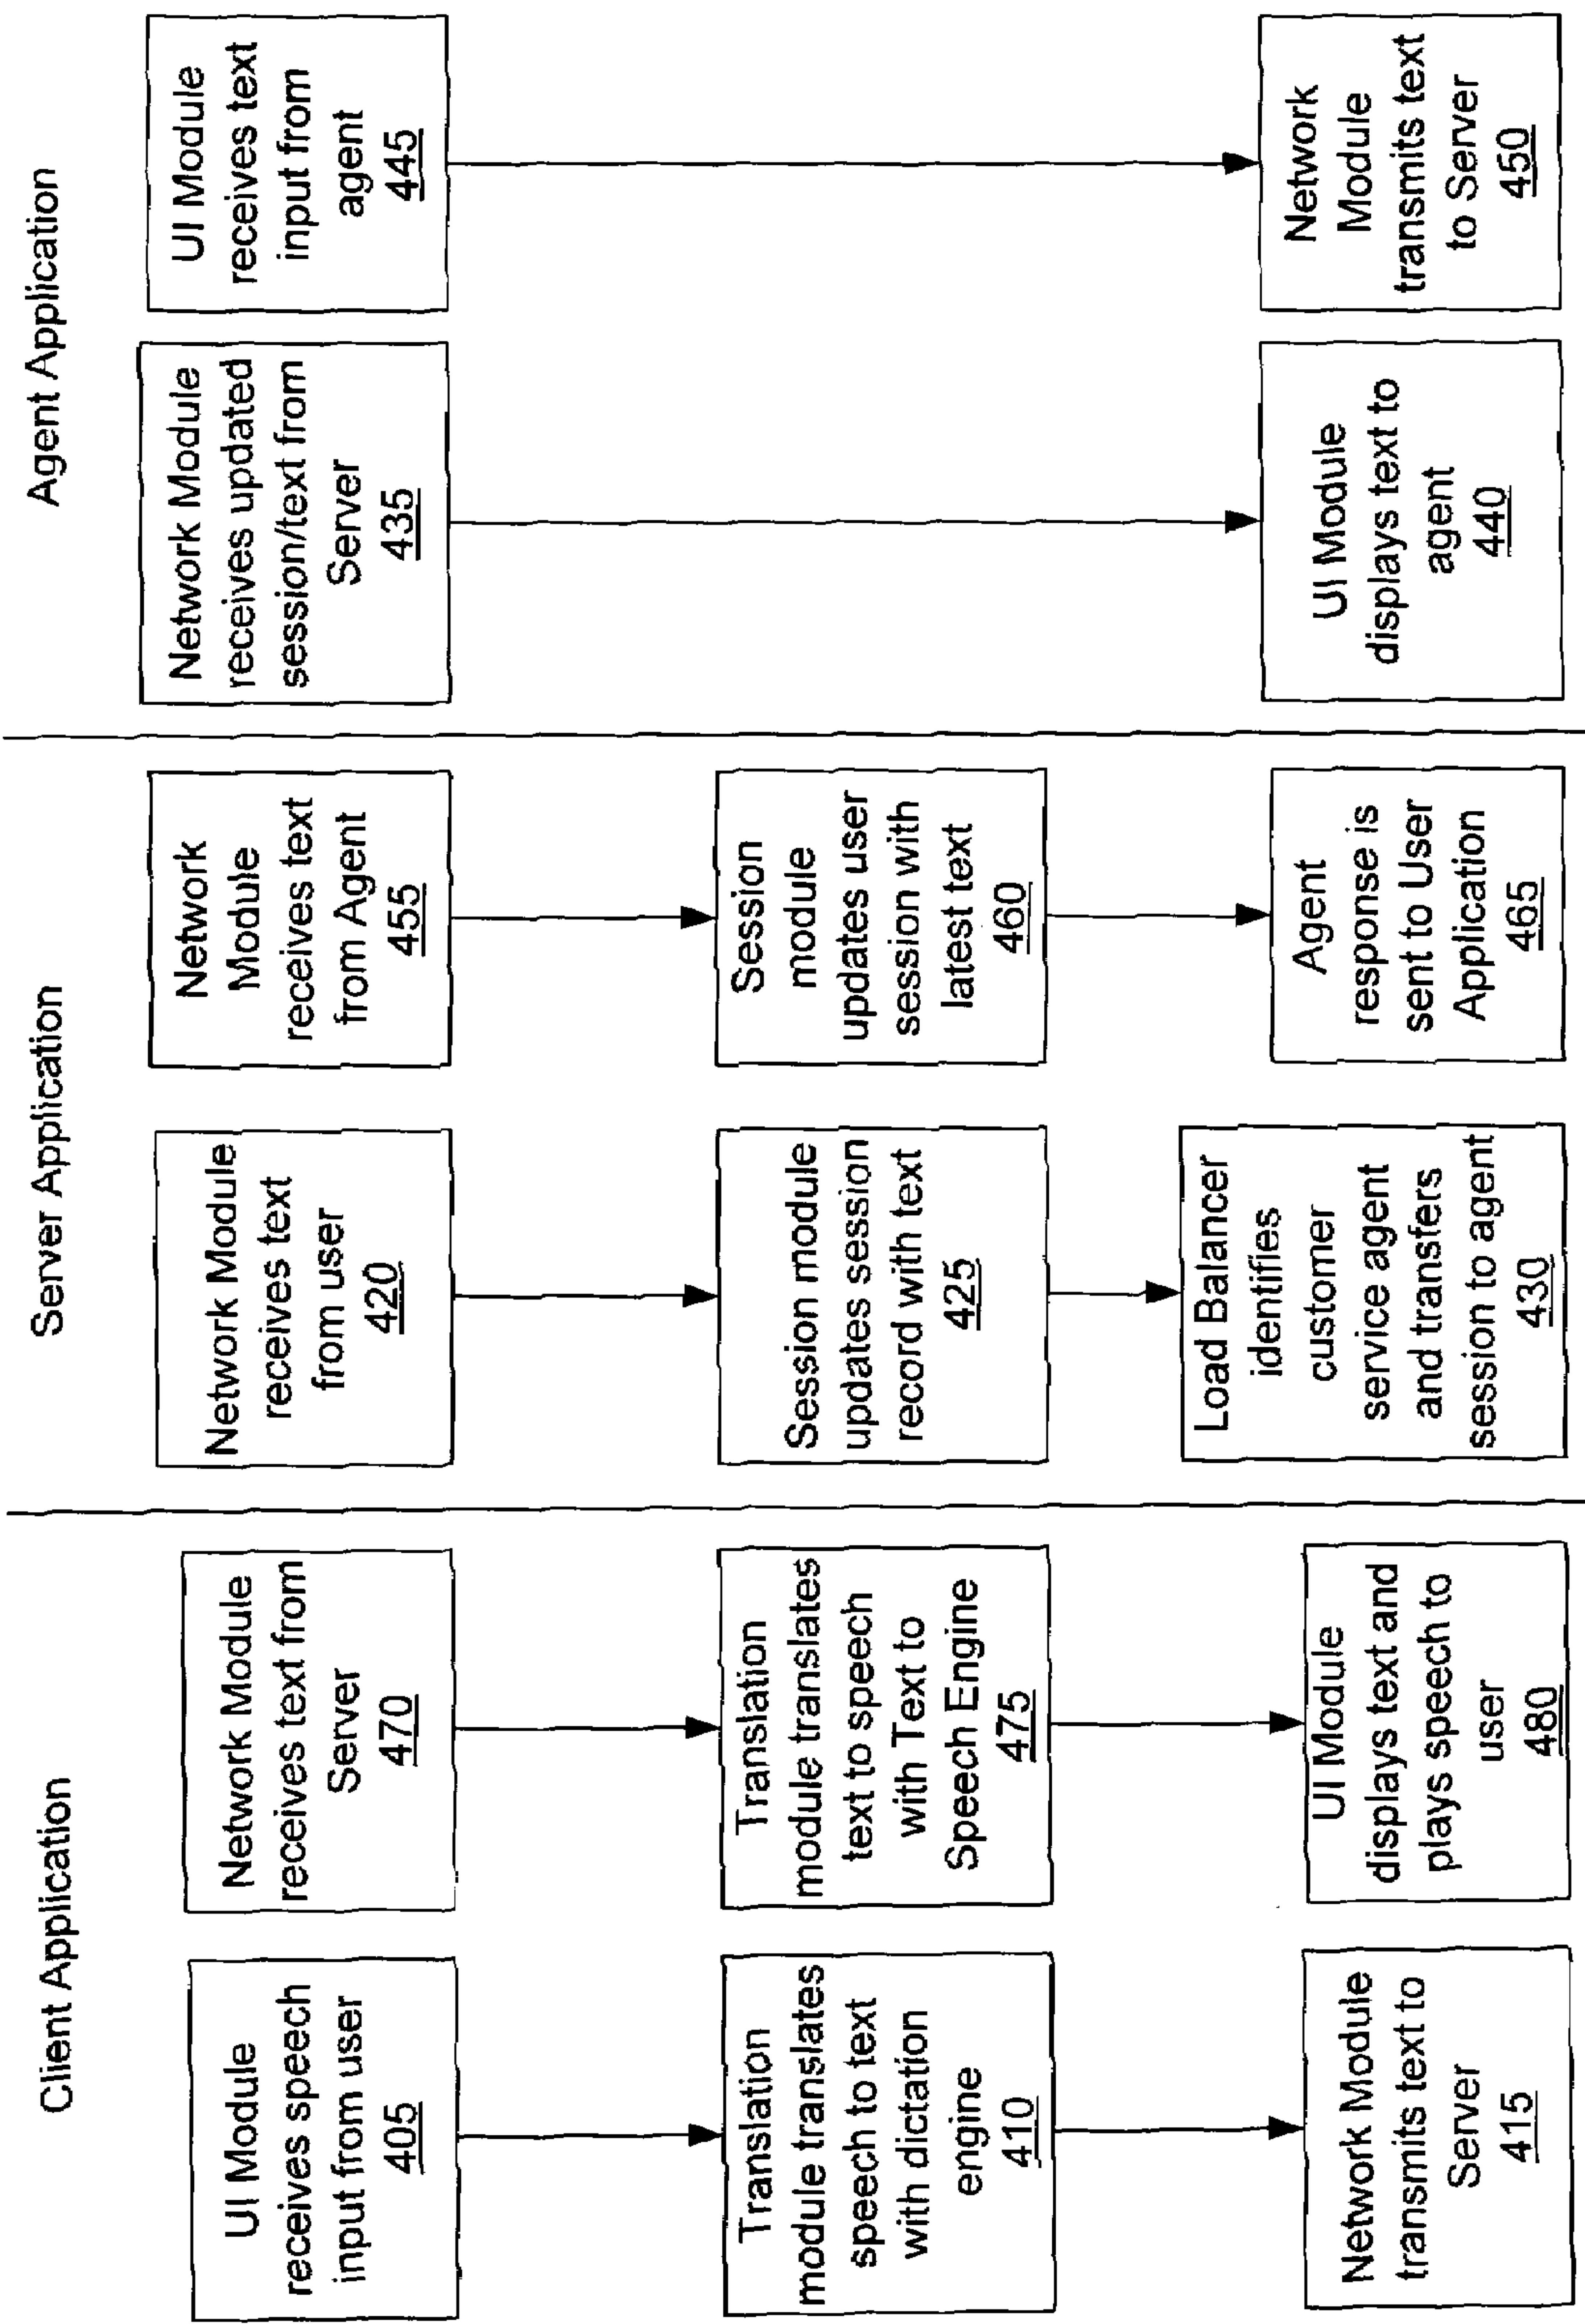 Client Application
UI Module
receives speech
input from user
405
Translation
module translates
speech to text
with dictation
engine
410
Network Module
transmits text to
Server
415
Network Module
receives text from
Server
470
Translation
module translates
text to speech
with Text to
Speech Engine
475
UI Module
displays text and
plays speech to
user
480
Server Application
Network Module
receives text
from user
420
Session module
updates session
record with text
425
Load Balancer
identifies
customer
service agent
and transfers
session to agent
430
Network
Module
receives text
from Agent
455
Session
module
updates user
session with
latest text
460
Agent
response is
sent to User
Application
465
Agent Application
Network Module
receives updated
session/text from
Server
435
UI Module
displays text to
agent
440
UI Module
receives text
input from
agent
445
Network
Module
transmits text
to Server
450